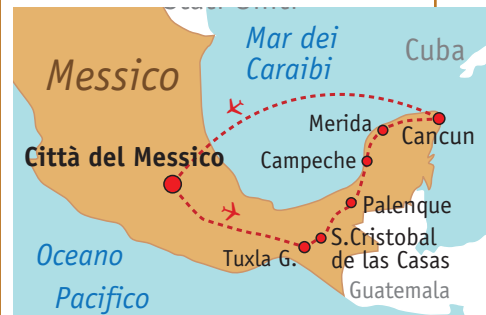 Messico
Mar dei
Caraibi
Cuba
Merida
Cancun
Città del Messico
Campeche
Palenque
S.Cristobal
de las Casas
Tuxla G.
Oceano
Pacifico
Guatemala